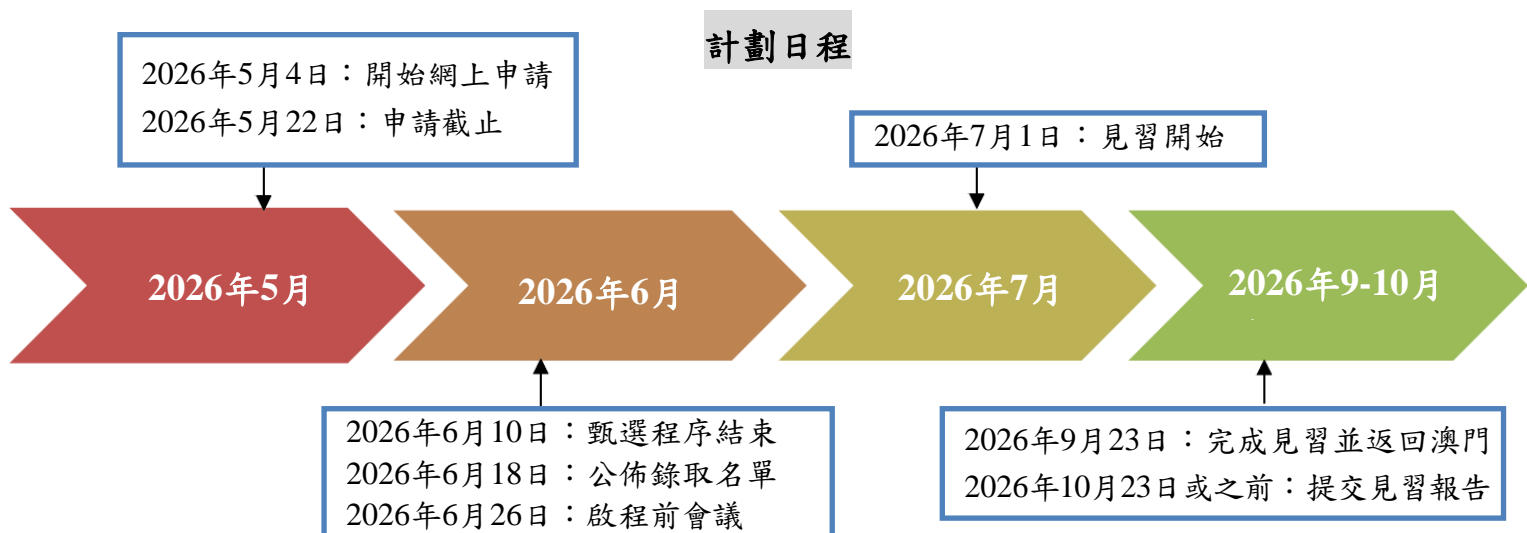 計劃日程
2026年5月4日：開始網上申請
2026年5月22日：申請截止
2026年7月1日：見習開始
2026年5月
2026年6月
2026年7月
2026年9-10月
2026年6月10日：甄選程序結束
2026年6月18日：公佈錄取名單
2026年6月26日：啟程前會議
2026年9月23日：完成見習並返回澳門
2026年10月23日或之前：提交見習報告